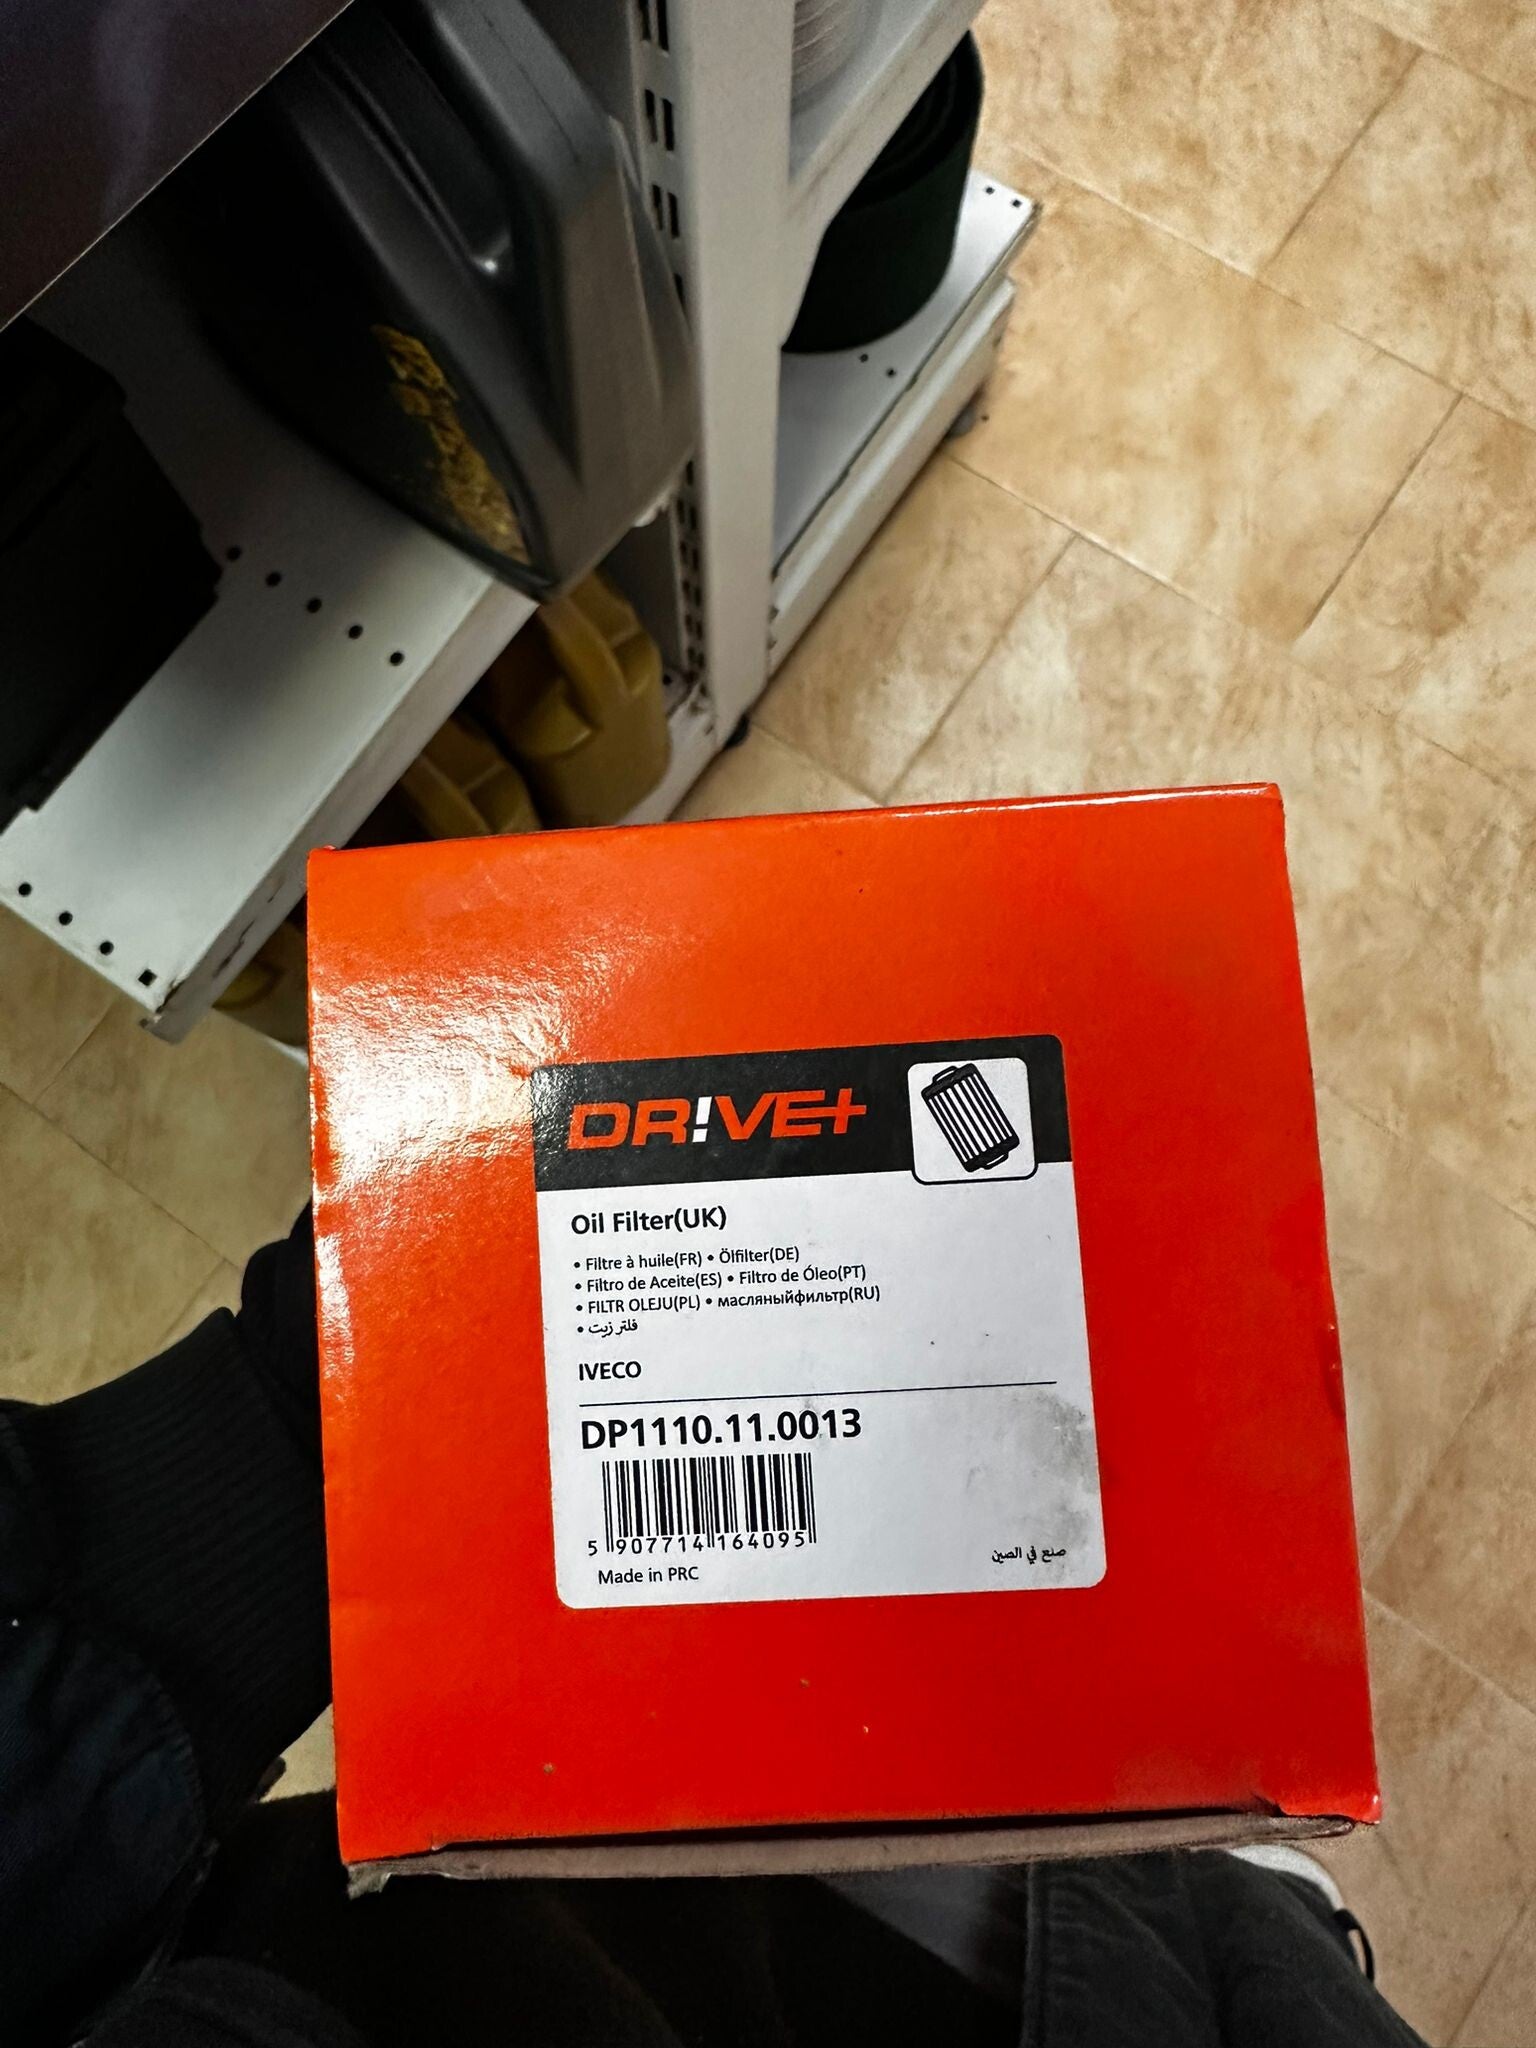 DR!VE+
Oil Filter(UK)
• Filtre à huile(FR) • Ölfilter(DE)
• Filtro de Aceite(ES) • Filtro de Óleo(PT)
• FILTR OLEJU(PL) • масляныйфильтр(RU)
• فلتر زيت
IVECO
DP1110.11.0013
5 907714 164095
Made in PRC
صنع في الصين